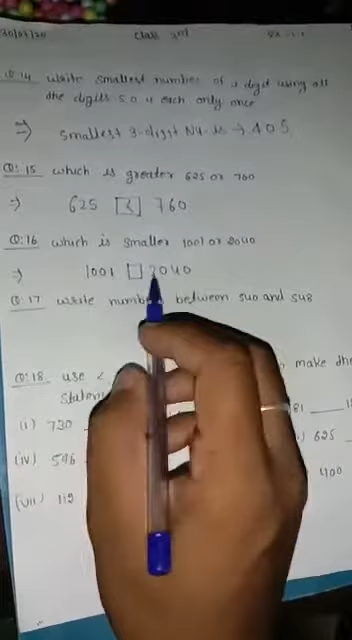 Class 3rd
Q:14 write smallest number of 3 digit using all
the digits 5.0.4 each only once
⇒ smallest 3-digit Nu. is → 405
Q:15 which is greater 625 or 760
⇒ 625 [<] 760
Q:16 which is smaller 1001 or 2040
⇒ 1001 □ 2040
Q:17 write between 540 and 548
Q:18 use < make the
(i) 730
625
(iv) 596
400
(vii) 112